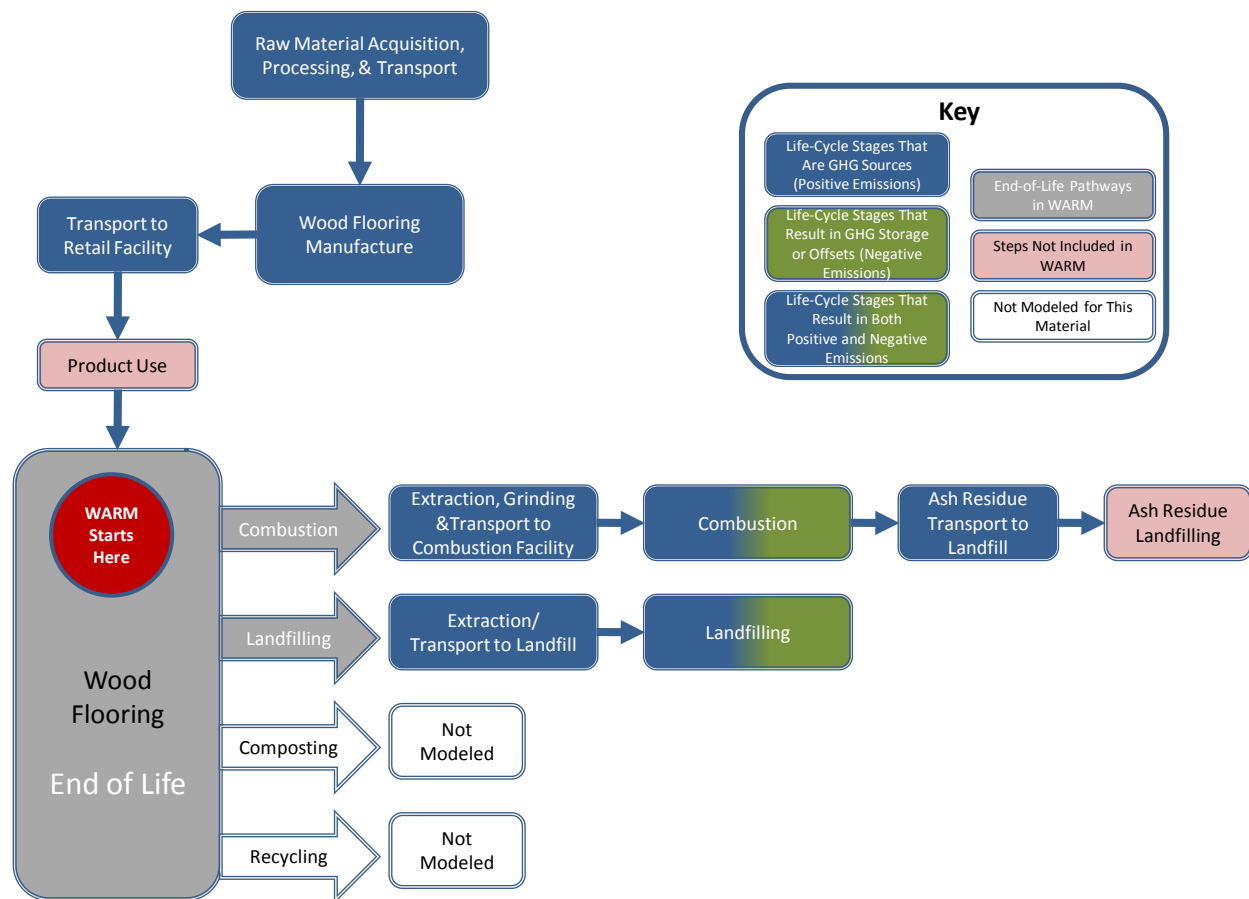 Raw Material Acquisition,
Processing, & Transport
Key
Life-Cycle Stages That
Are GHG Sources
(Positive Emissions)
Life-Cycle Stages That
Result in GHG Storage
or Offsets (Negative
Emissions)
Life-Cycle Stages That
Result in Both
Positive and Negative
Emissions
End-of-Life Pathways
in WARM
Steps Not Included in
WARM
Not Modeled for This
Material
Wood Flooring
Manufacture
Transport to
Retail Facility
Product Use
WARM
Starts
Here
Wood
Flooring
End of Life
Combustion
Extraction, Grinding
&Transport to
Combustion Facility
Combustion
Ash Residue
Transport to
Landfill
Ash Residue
Landfilling
Landfilling
Extraction/
Transport to Landfill
Landfilling
Composting
Not
Modeled
Recycling
Not
Modeled